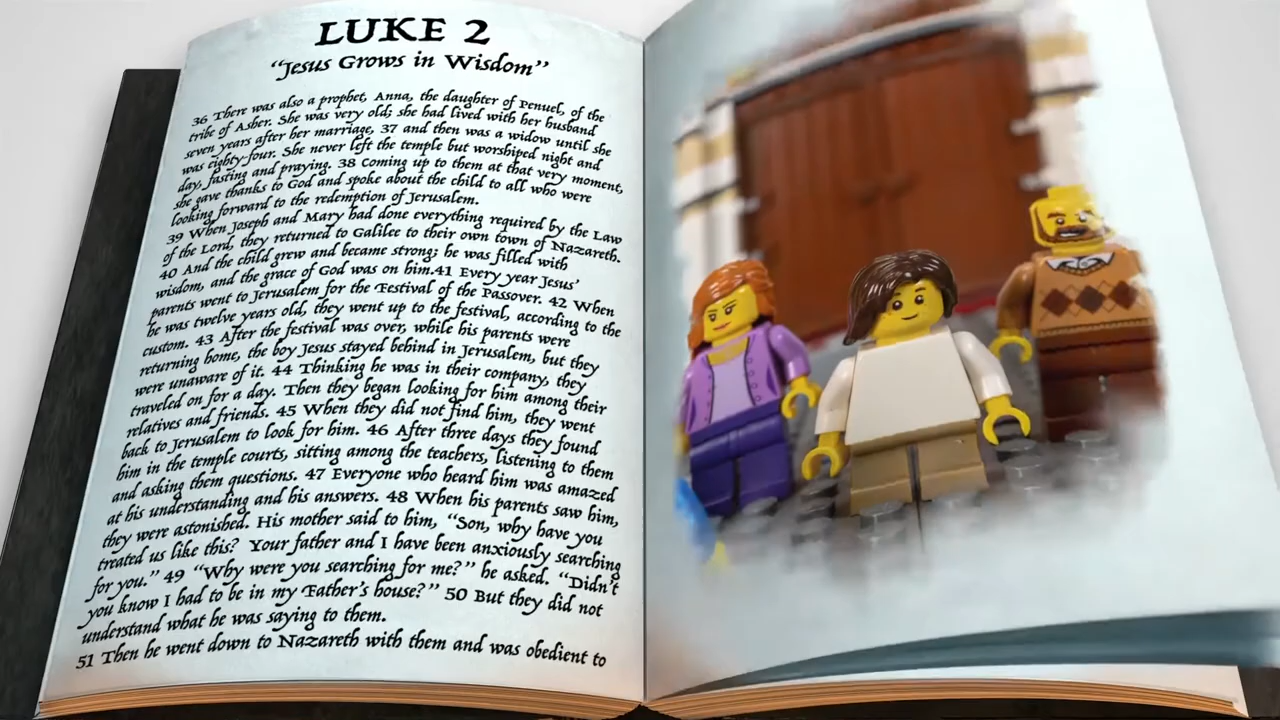 LUKE 2
“Jesus Grows in Wisdom”
36 There was also a prophet, Anna, the daughter of Penuel, of the
tribe of Asher. She was very old; she had lived with her husband
seven years after her marriage, 37 and then was a widow until she
was eighty-four. She never left the temple but worshiped night and
day, fasting and praying. 38 Coming up to them at that very moment,
she gave thanks to God and spoke about the child to all who were
looking forward to the redemption of Jerusalem.
39 When Joseph and Mary had done everything required by the Law
of the Lord, they returned to Galilee to their own town of Nazareth.
40 And the child grew and became strong; he was filled with
wisdom, and the grace of God was on him.41 Every year Jesus’
parents went to Jerusalem for the Festival of the Passover. 42 When
he was twelve years old, they went up to the festival, according to the
custom. 43 After the festival was over, while his parents were
returning home, the boy Jesus stayed behind in Jerusalem, but they
were unaware of it. 44 Thinking he was in their company, they
traveled on for a day. Then they began looking for him among their
relatives and friends. 45 When they did not find him, they went
back to Jerusalem to look for him. 46 After three days they found
him in the temple courts, sitting among the teachers, listening to them
and asking them questions. 47 Everyone who heard him was amazed
at his understanding and his answers. 48 When his parents saw him,
they were astonished. His mother said to him, “Son, why have you
treated us like this? Your father and I have been anxiously searching
for you.” 49 “Why were you searching for me?” he asked. “Didn’t
you know I had to be in my Father’s house?” 50 But they did not
understand what he was saying to them.
51 Then he went down to Nazareth with them and was obedient to